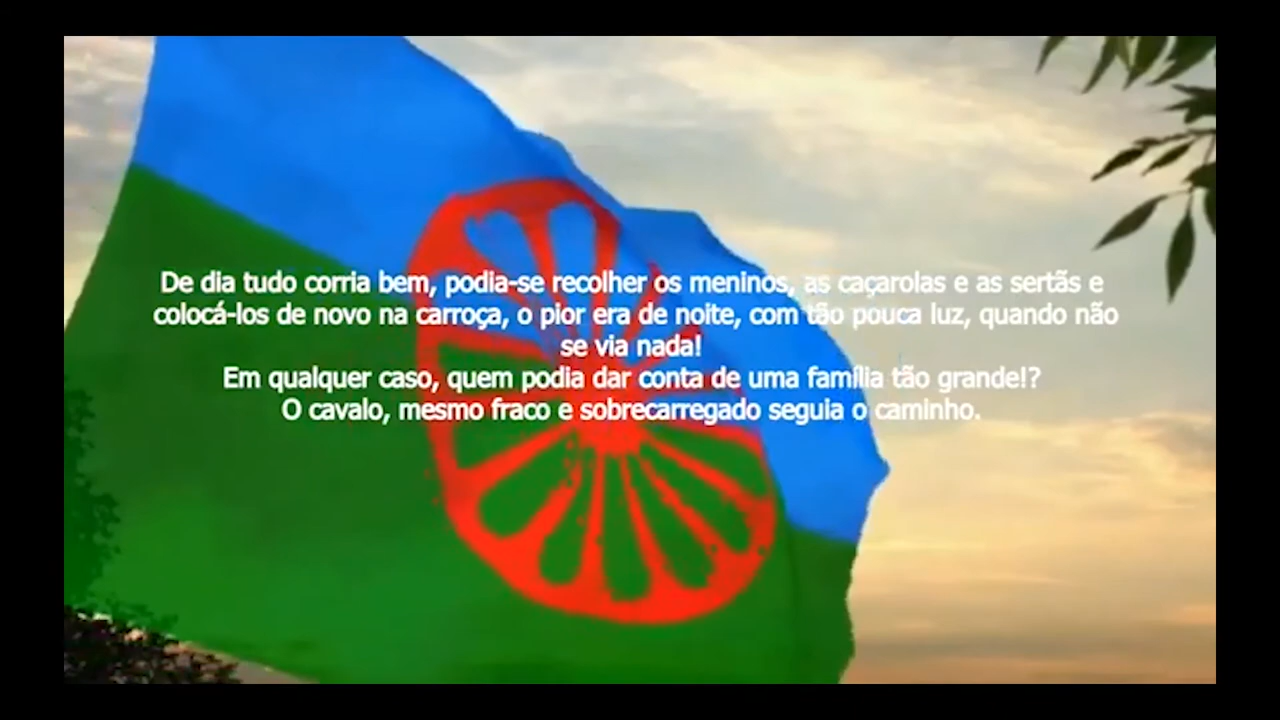 De dia tudo corria bem, podia-se recolher os meninos, as caçarolas e as sertãs e
colocá-los de novo na carroça, o pior era de noite, com tão pouca luz, quando não
se via nada!
Em qualquer caso, quem podia dar conta de uma família tão grande!?
O cavalo, mesmo fraco e sobrecarregado seguia o caminho.